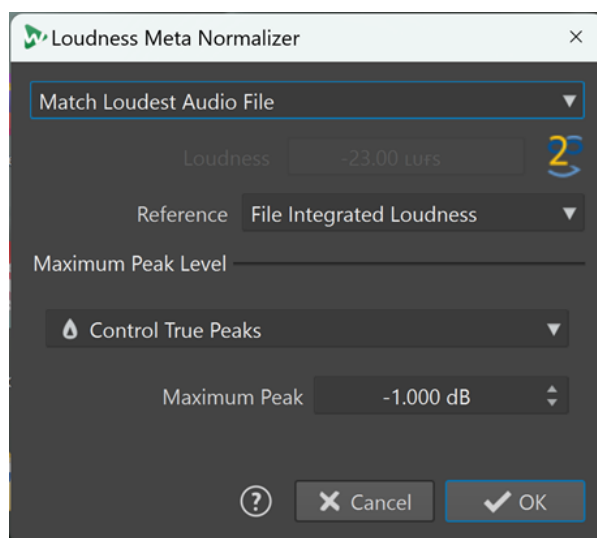 Loudness Meta Normalizer
Match Loudest Audio File
Loudness -23.00 LUFS
Reference File Integrated Loudness
Maximum Peak Level
Control True Peaks
Maximum Peak -1.000 dB
? Cancel OK